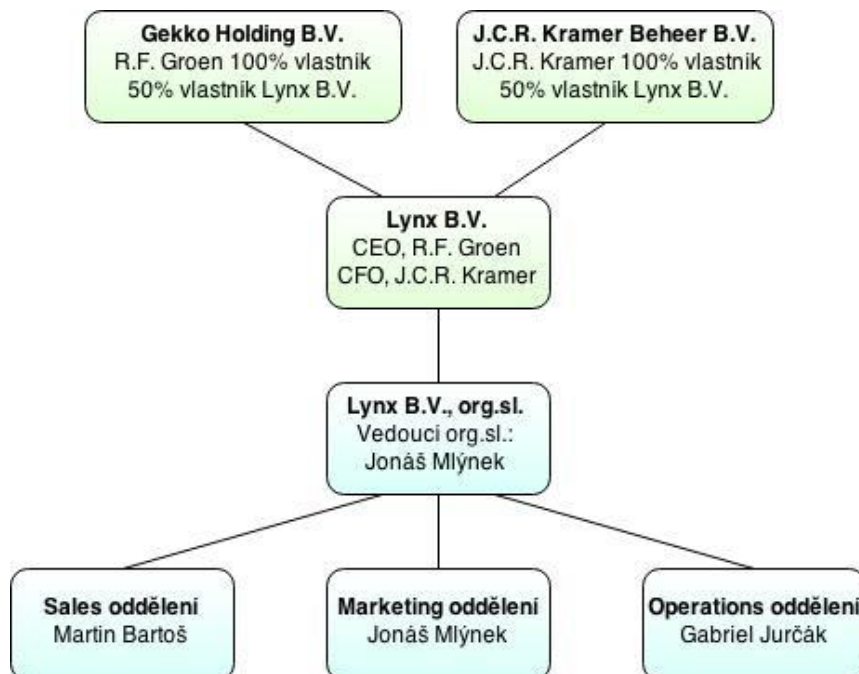 Gekko Holding B.V.
R.F. Groen 100% vlastník
50% vlastník Lynx B.V.
J.C.R. Kramer Beheer B.V.
J.C.R. Kramer 100% vlastník
50% vlastník Lynx B.V.
Lynx B.V.
CEO, R.F. Groen
CFO, J.C.R. Kramer
Lynx B.V., org.sl.
Vedoucí org.sl.:
Jonáš Mlýnek
Sales oddělení
Martin Bartoš
Marketing oddělení
Jonáš Mlýnek
Operations oddělení
Gabriel Jurčák